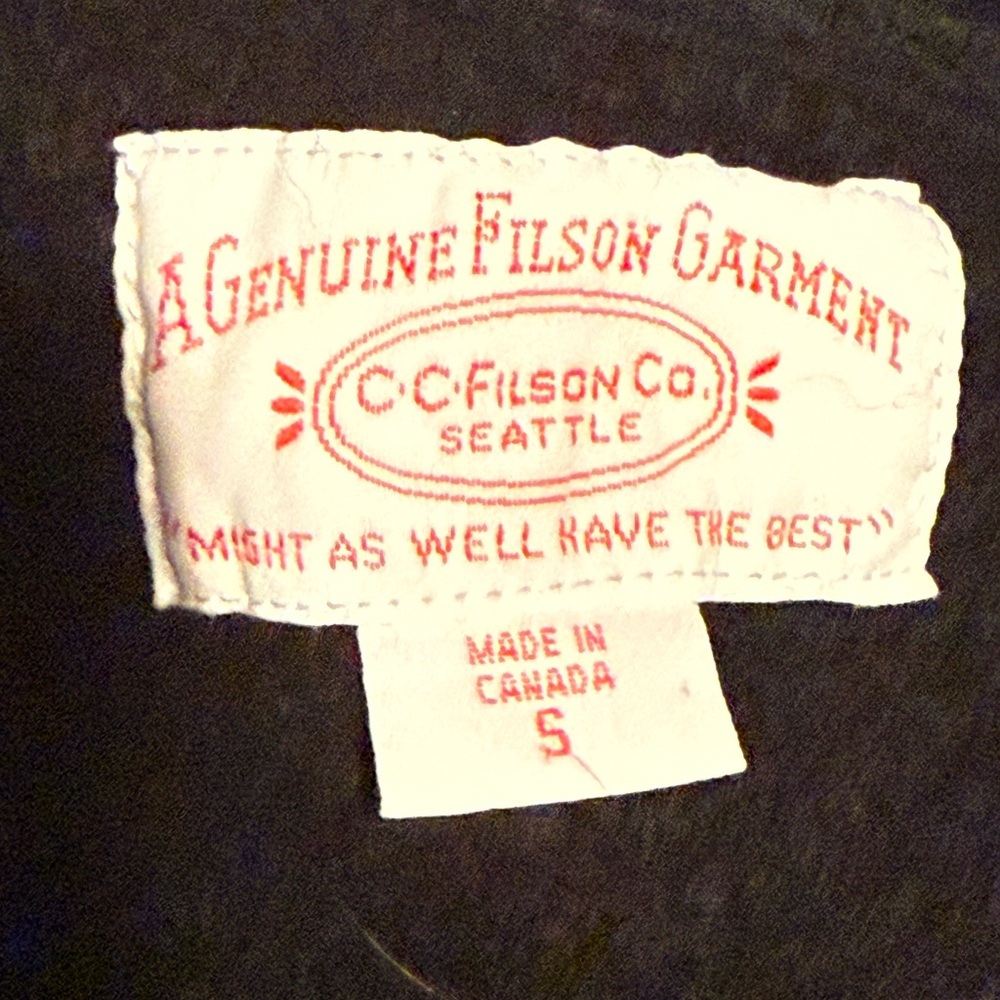 A GENUINE FILSON GARMENT
C·C·FILSON CO.
SEATTLE
"MIGHT AS WELL HAVE THE BEST"
MADE IN
CANADA
S